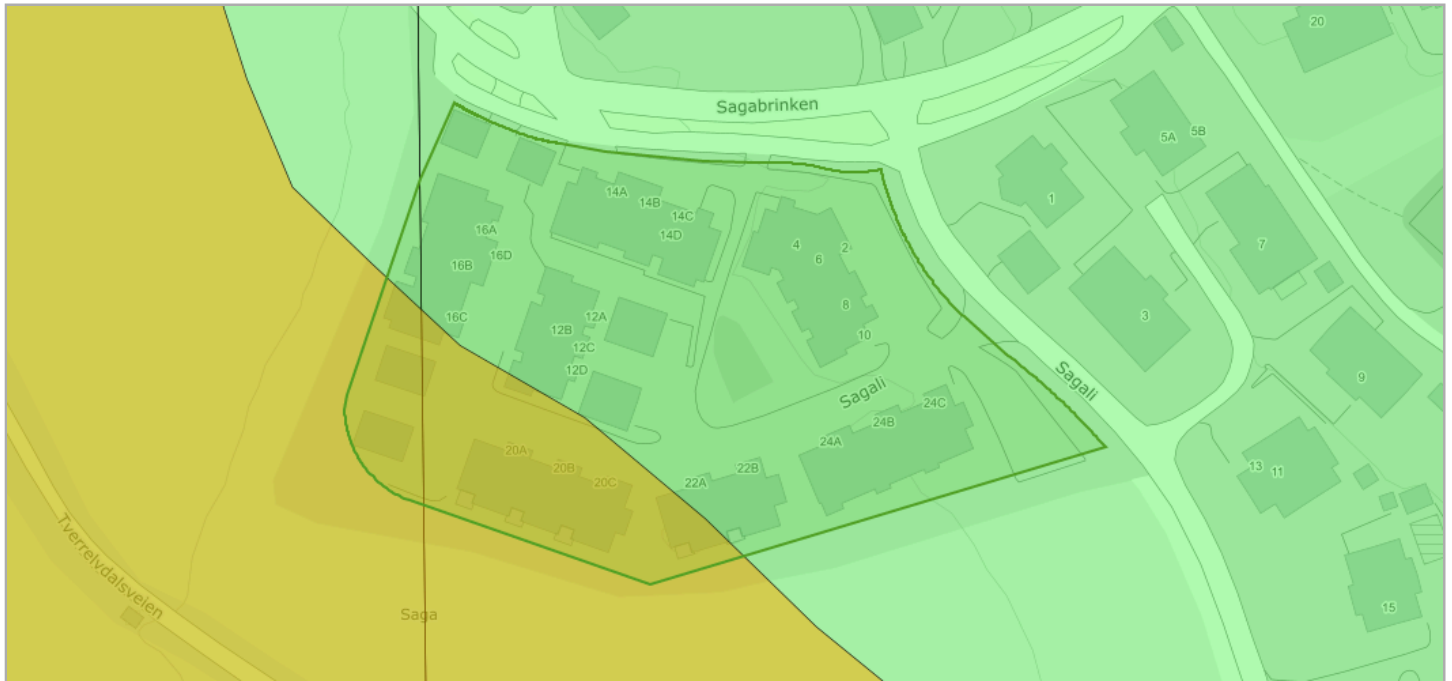 20
Sagabrinken
5A
5B
14A
14B
14C
14D
1
16A
16D
16B
16C
4
2
6
8
10
7
3
12A
12B
12C
12D
Sagali
Sagali
9
24C
24B
24A
20A
20B
20C
22B
22A
13
11
Tverrelvdalsveien
Saga
15